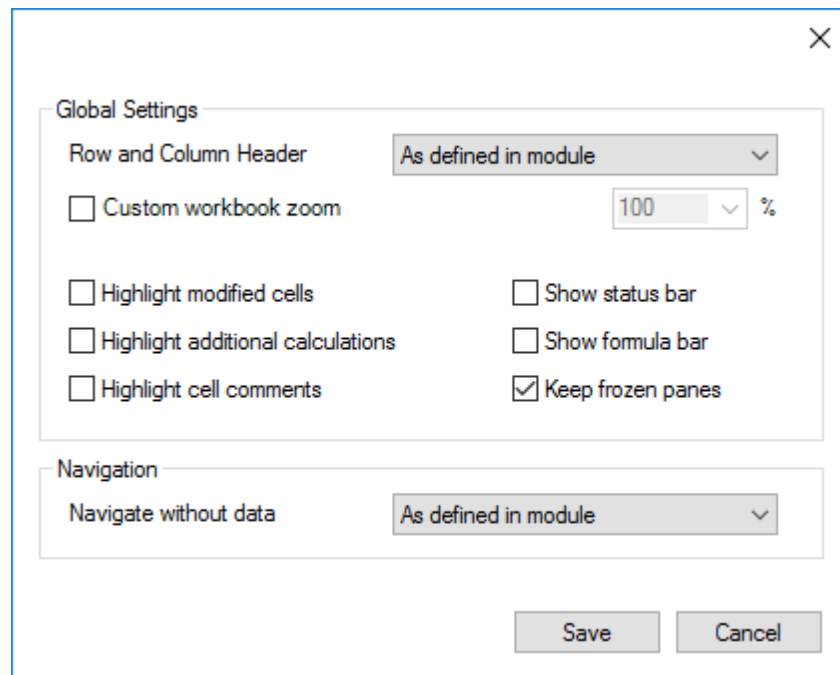 Global Settings
Row and Column Header As defined in module
Custom workbook zoom 100 %
Highlight modified cells Show status bar
Highlight additional calculations Show formula bar
Highlight cell comments Keep frozen panes
Navigation
Navigate without data As defined in module
Save Cancel